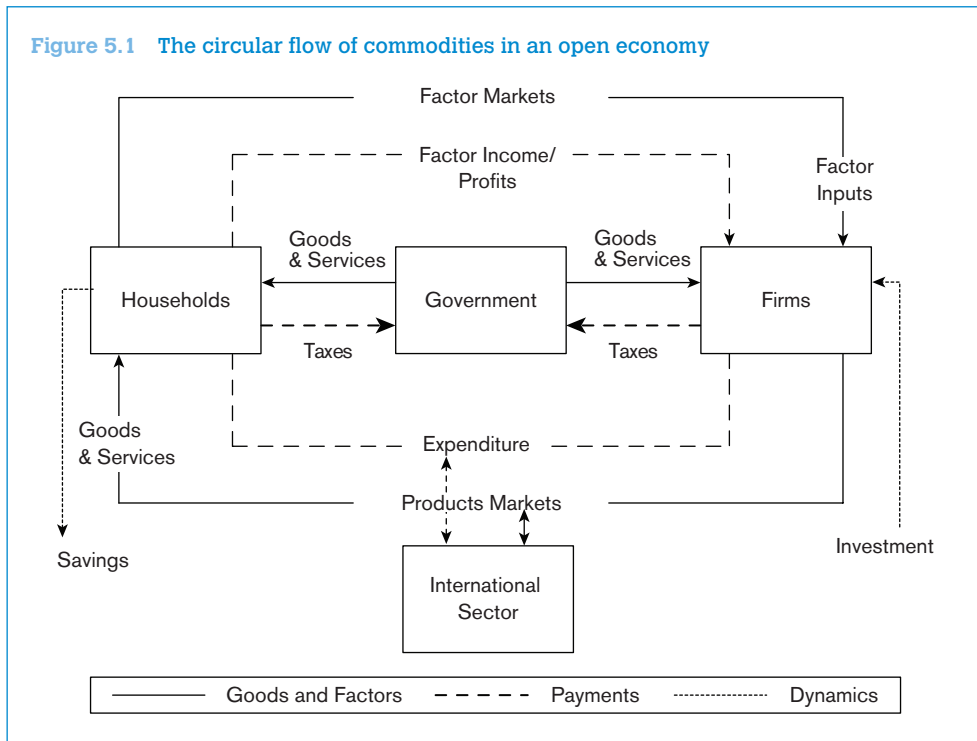 Figure 5.1 The circular flow of commodities in an open economy
Factor Markets
Factor Income/
Profits
Factor
Inputs
Goods
& Services
Goods
& Services
Households
Government
Firms
Taxes
Taxes
Goods
& Services
Expenditure
Products Markets
Savings
Investment
International
Sector
Goods and Factors
Payments
Dynamics